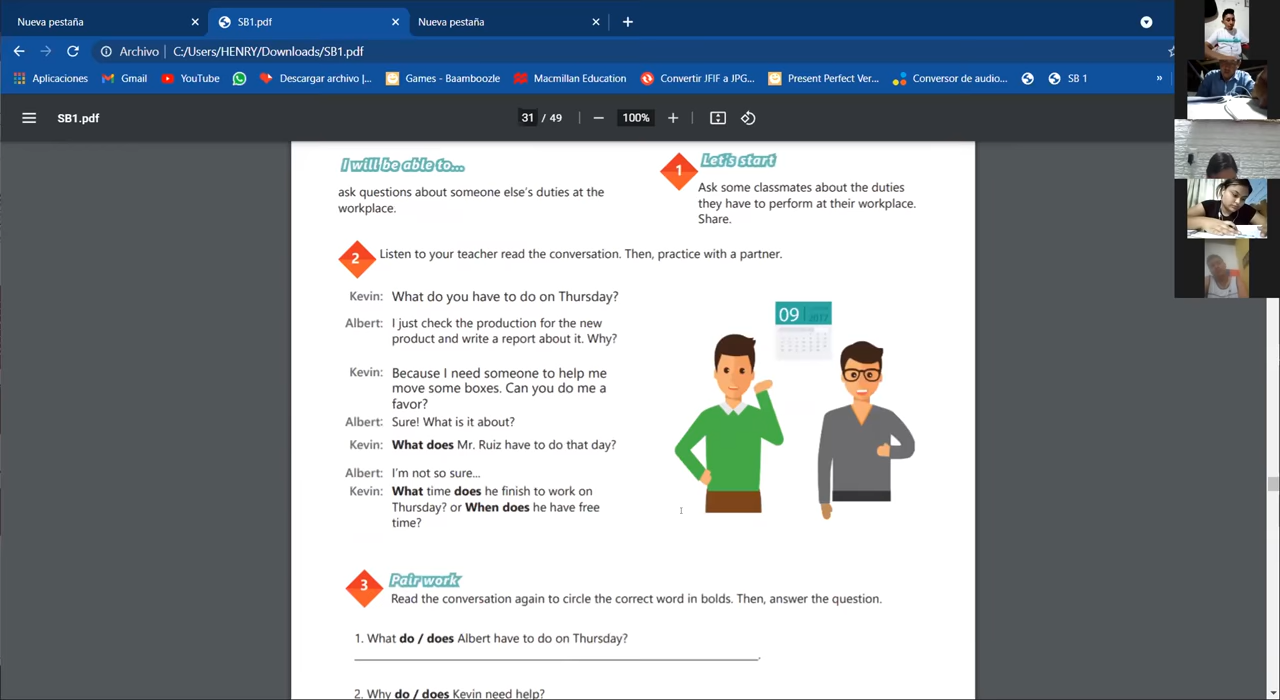 Nueva pestaña
SB1.pdf
Nueva pestaña
Archivo C:/Users/HENRY/Downloads/SB1.pdf
Aplicaciones Gmail YouTube Descargar archivo |... Games - Baamboozle Macmillan Education Convertir JFIF a JPG... Present Perfect Ver... Conversor de audio... SB 1 »
SB1.pdf 31 / 49 100%
I will be able to...
ask questions about someone else's duties at the
workplace.
1 Let's start
Ask some classmates about the duties
they have to perform at their workplace.
Share.
2 Listen to your teacher read the conversation. Then, practice with a partner.
Kevin: What do you have to do on Thursday?
Albert: I just check the production for the new
product and write a report about it. Why?
Kevin: Because I need someone to help me
move some boxes. Can you do me a
favor?
Albert: Sure! What is it about?
Kevin: What does Mr. Ruiz have to do that day?
Albert: I'm not so sure...
Kevin: What time does he finish to work on
Thursday? or When does he have free
time?
09
2017
3 Pair work
Read the conversation again to circle the correct word in bolds. Then, answer the question.
1. What do / does Albert have to do on Thursday?
2. Why do / does Kevin need help?